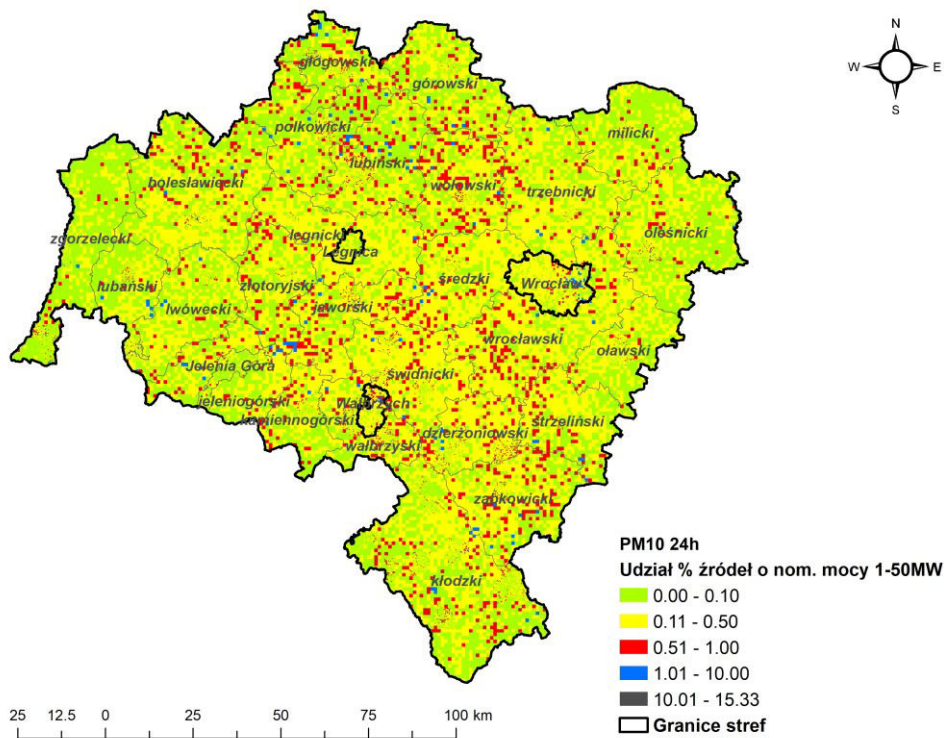 N
W E
S
głogowski
górowski
polkowicki
milicki
lubiński
bolesławiecki
wołowski
trzebnicki
oleśnicki
zgorzelecki
legnicki
Legnica
lubański
złotoryjski
średzki
Wrocław
lwówecki
jaworski
wrocławski
oławski
Jelenia Góra
świdnicki
jeleniogórski
Wałbrzych
kamiennogórski
strzeliński
dzierżoniowski
wałbrzyski
ząbkowicki
kłodzki
PM10 24h
Udział % źródeł o nom. mocy 1-50MW
0.00 - 0.10
0.11 - 0.50
0.51 - 1.00
1.01 - 10.00
10.01 - 15.33
Granice stref
25 12.5 0 25 50 75 100 km